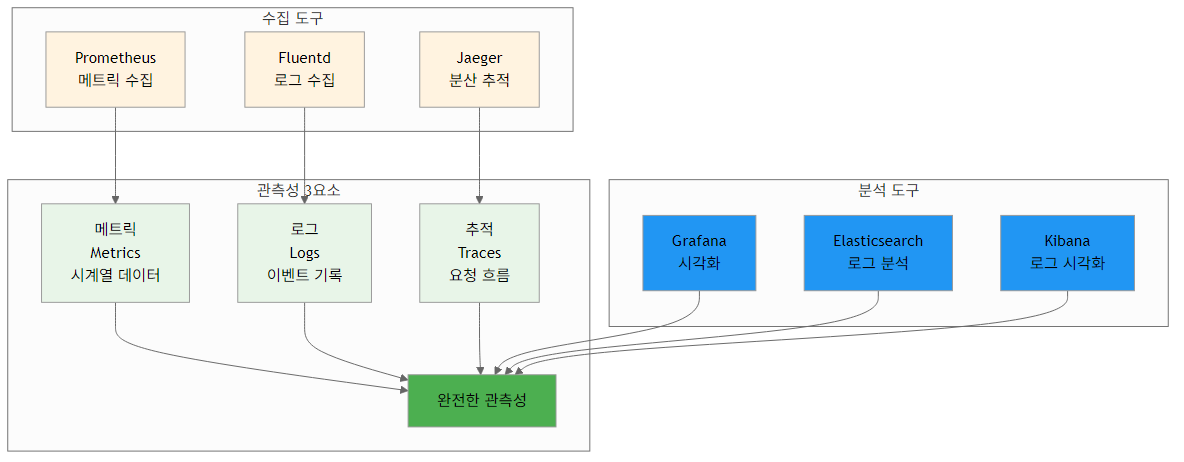 수집 도구
Prometheus
메트릭 수집
Fluentd
로그 수집
Jaeger
분산 추적
관측성 3요소
메트릭
Metrics
시계열 데이터
로그
Logs
이벤트 기록
추적
Traces
요청 흐름
분석 도구
Grafana
시각화
Elasticsearch
로그 분석
Kibana
로그 시각화
완전한 관측성